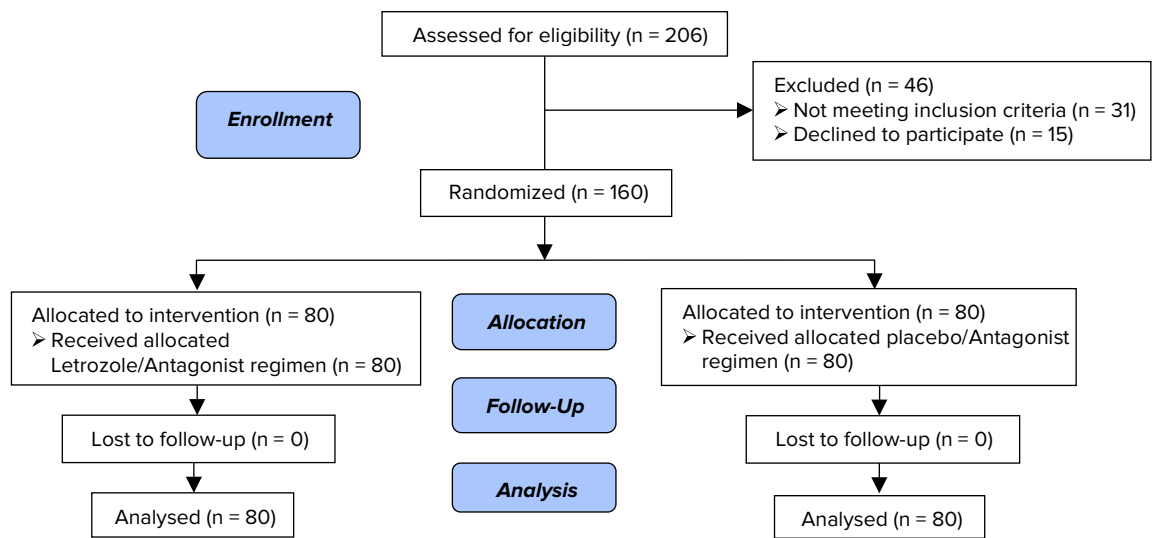 Assessed for eligibility (n = 206)
Excluded (n = 46)
➢ Not meeting inclusion criteria (n = 31)
➢ Declined to participate (n = 15)
Enrollment
Randomized (n = 160)
Allocated to intervention (n = 80)
➢ Received allocated
Letrozole/Antagonist regimen (n = 80)
Allocation
Allocated to intervention (n = 80)
➢ Received allocated placebo/Antagonist
regimen (n = 80)
Follow-Up
Lost to follow-up (n = 0)
Lost to follow-up (n = 0)
Analysis
Analysed (n = 80)
Analysed (n = 80)